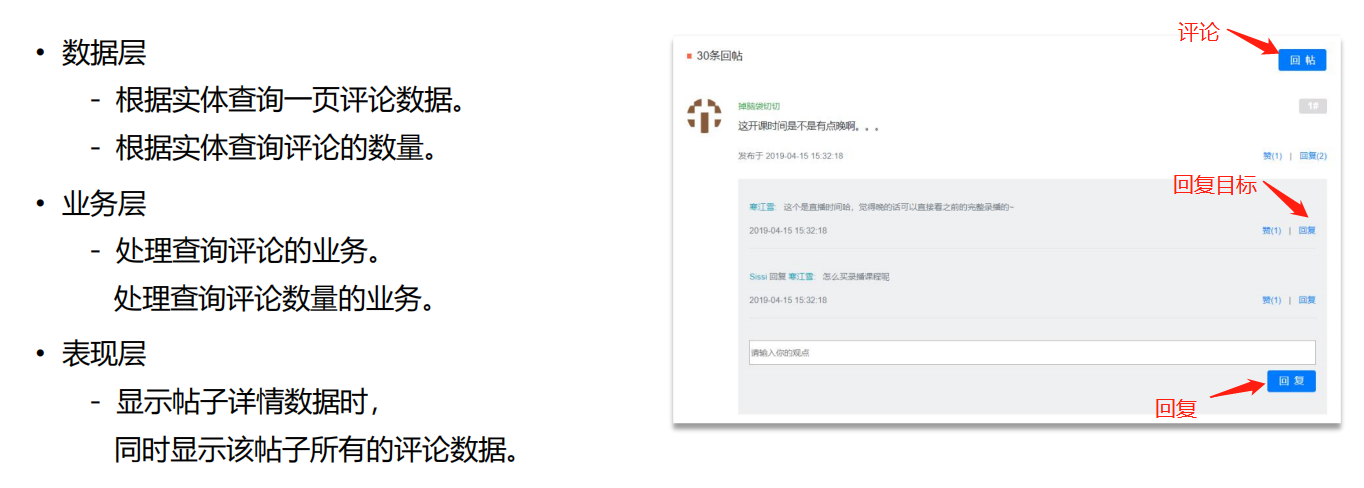 • 数据层
- 根据实体查询一页评论数据。
- 根据实体查询评论的数量。
• 业务层
- 处理查询评论的业务。
处理查询评论数量的业务。
• 表现层
- 显示帖子详情数据时，
同时显示该帖子所有的评论数据。
评论
30条回帖
回 帖
掉脑袋切切
1#
这开课时间是不是有点晚啊。。。
发布于 2019-04-15 15:32:18
赞(1) | 回复(2)
回复目标
寒江雪: 这个是直播时间哈，觉得晚的话可以直接看之前的完整录播的~
2019-04-15 15:32:18
赞(1) | 回复
Sissi 回复 寒江雪: 怎么买录播课程呢
2019-04-15 15:32:18
赞(1) | 回复
请输入你的观点
回 复
回复